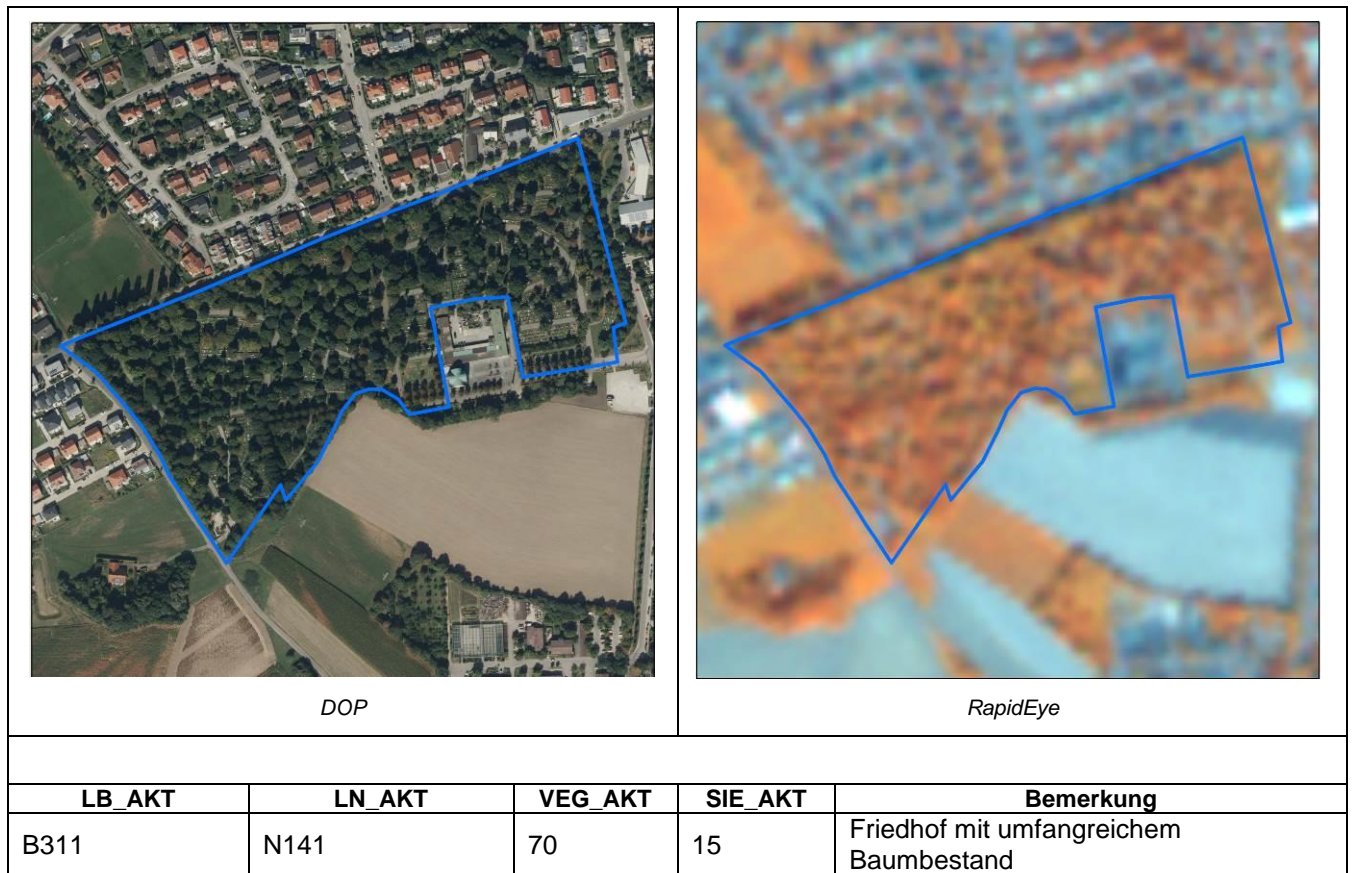 DOP
RapidEye
LB_AKT LN_AKT VEG_AKT SIE_AKT Bemerkung
B311 N141 70 15 Friedhof mit umfangreichem
Baumbestand